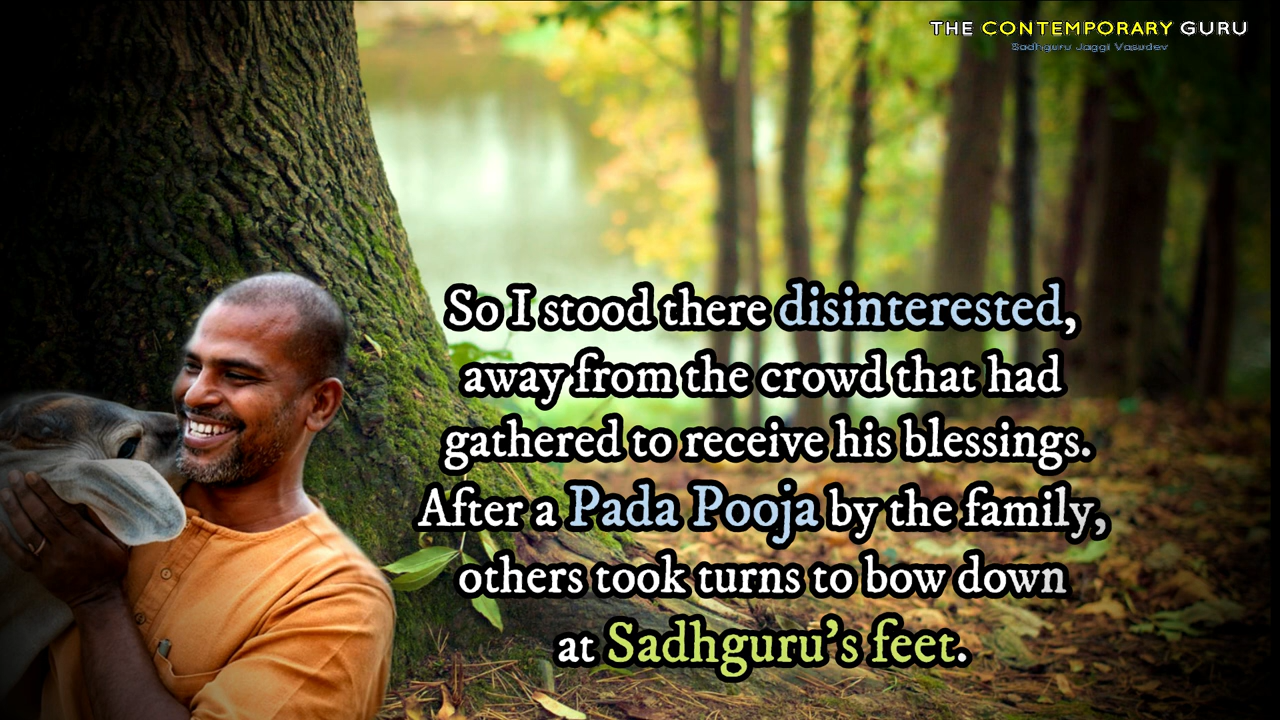 THE CONTEMPORARY GURU
Sadhguru Jaggi Vasudev
So I stood there disinterested,
away from the crowd that had
gathered to receive his blessings.
After a Pada Pooja by the family,
others took turns to bow down
at Sadhguru's feet.